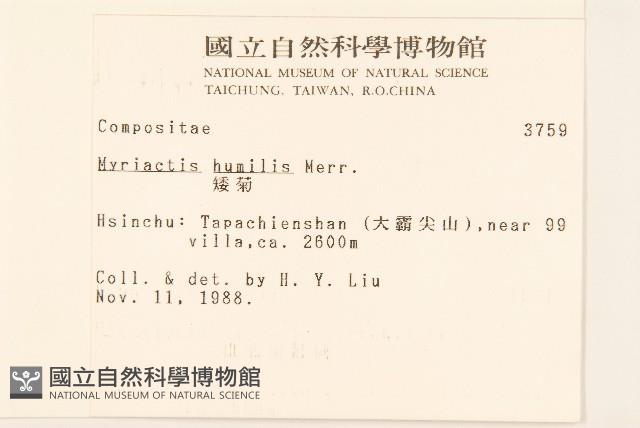 國立自然科學博物館
NATIONAL MUSEUM OF NATURAL SCIENCE
TAICHUNG, TAIWAN, R.O.CHINA
Compositae 3759
Myriactis humilis Merr.
矮菊
Hsinchu: Tapachienshan (大霸尖山),near 99
villa,ca. 2600m
Coll. & det. by H. Y. Liu
Nov. 11, 1988.
國立自然科學博物館
NATIONAL MUSEUM OF NATURAL SCIENCE